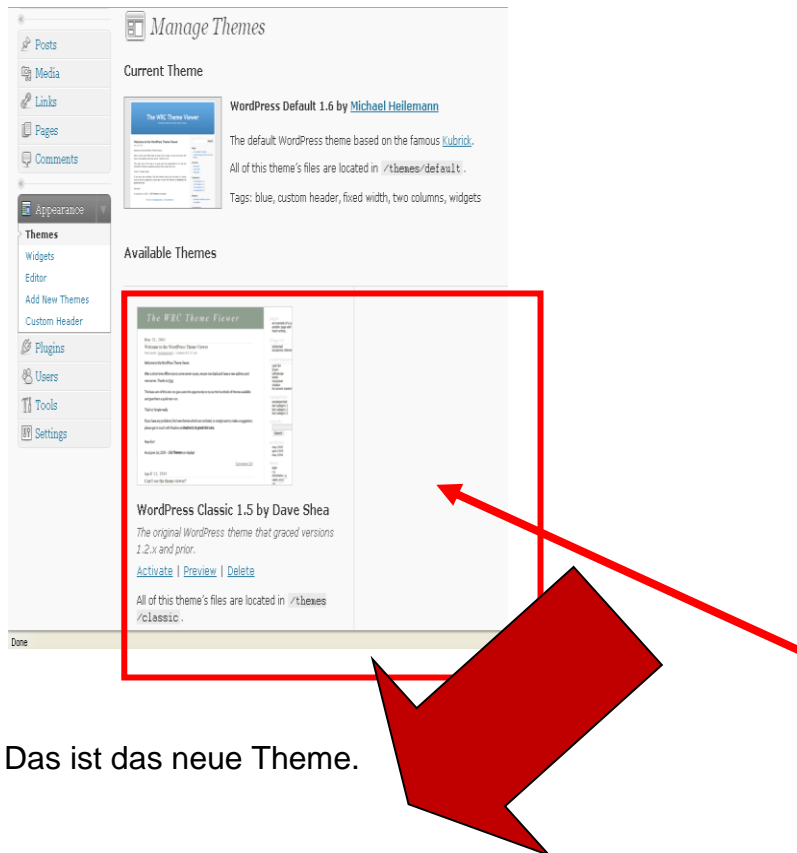 Manage Themes
Posts
Media
Links
Pages
Comments
Appearance
Themes
Widgets
Editor
Add New Themes
Custom Header
Plugins
Users
Tools
Settings
Current Theme
WordPress Default 1.6 by Michael Heilemann
The default WordPress theme based on the famous Kubrick.
All of this theme's files are located in /themes/default.
Tags: blue, custom header, fixed width, two columns, widgets
The WRC Theme Viewer
Available Themes
The WRC Theme Viewer
WordPress Classic 1.5 by Dave Shea
The original WordPress theme that graced versions
1.2.x and prior.
Activate | Preview | Delete
All of this theme's files are located in /themes
/classic.
Done
Das ist das neue Theme.